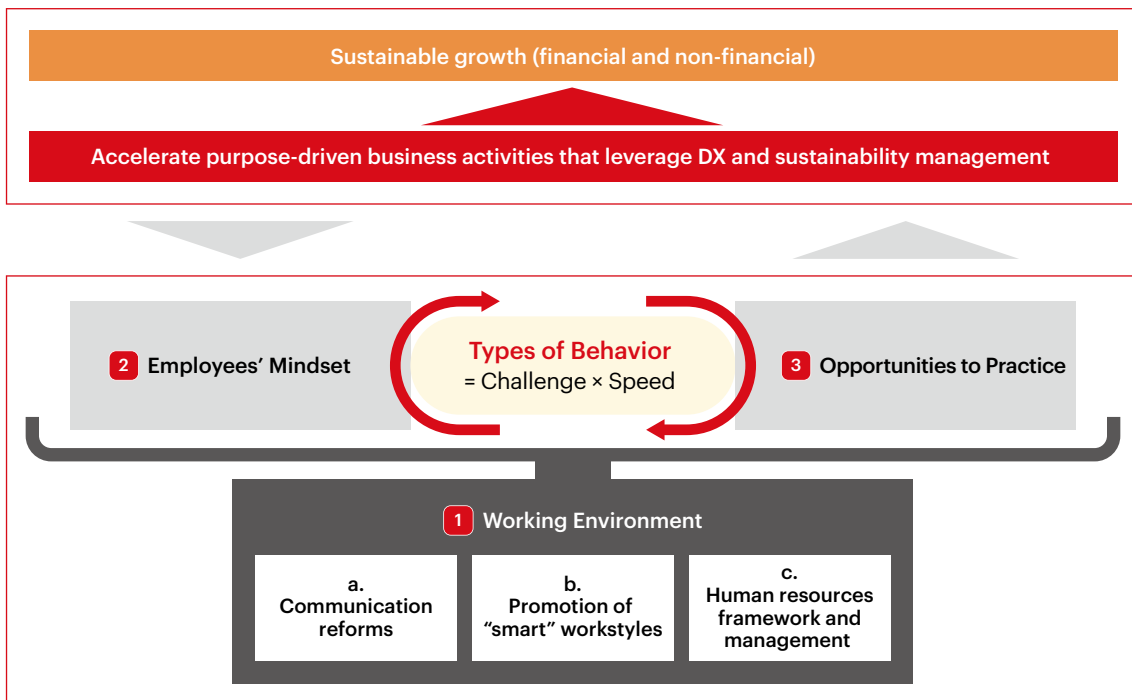 Sustainable growth (financial and non-financial)
Accelerate purpose-driven business activities that leverage DX and sustainability management
2 Employees’ Mindset
Types of Behavior
= Challenge × Speed
3 Opportunities to Practice
1 Working Environment
a.
Communication
reforms
b.
Promotion of
“smart” workstyles
c.
Human resources
framework and
management